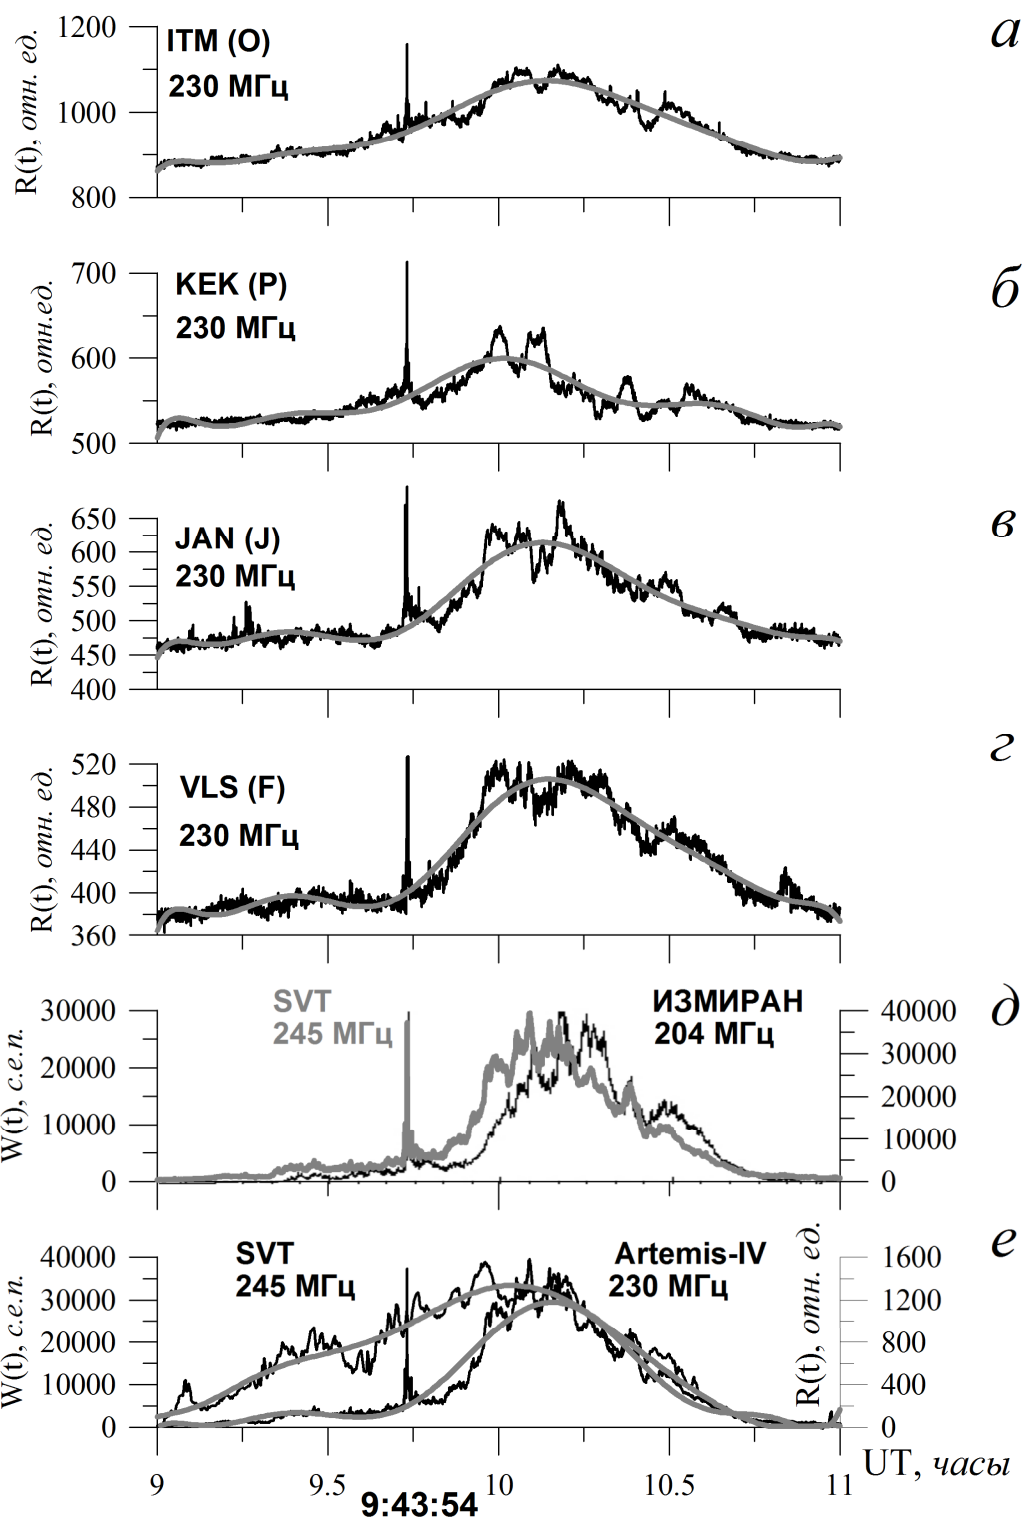 а
1200
1000
800
R(t), отн. ед.
ITM (O)
230 МГц
б
700
600
500
R(t), отн.ед.
KEK (P)
230 МГц
в
650
600
550
500
450
400
R(t), отн. ед.
JAN (J)
230 МГц
г
520
480
440
400
360
R(t), отн. ед.
VLS (F)
230 МГц
д
30000
20000
10000
0
W(t), с.е.п.
SVT
245 МГц
ИЗМИРАН
204 МГц
40000
30000
20000
10000
0
е
40000
30000
20000
10000
0
W(t), с.е.п.
SVT
245 МГц
Artemis-IV
230 МГц
R(t), отн. ед.
1600
1200
800
400
0
9
9.5
10
10.5
11
UT, часы
9:43:54